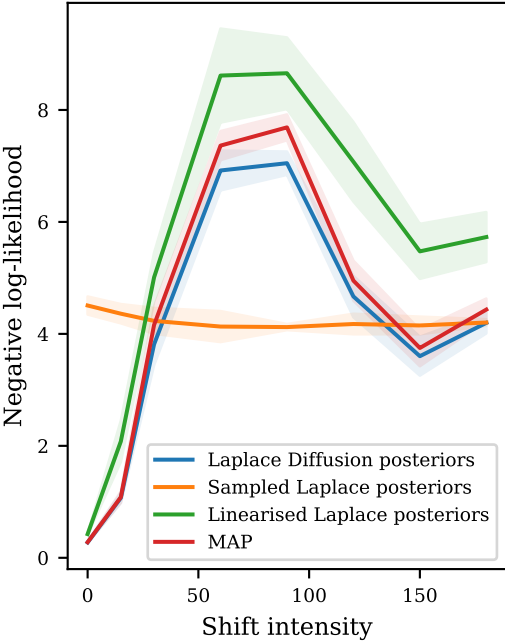 Negative log-likelihood
8
6
4
2
0
Laplace Diffusion posteriors
Sampled Laplace posteriors
Linearised Laplace posteriors
MAP
0 50 100 150
Shift intensity